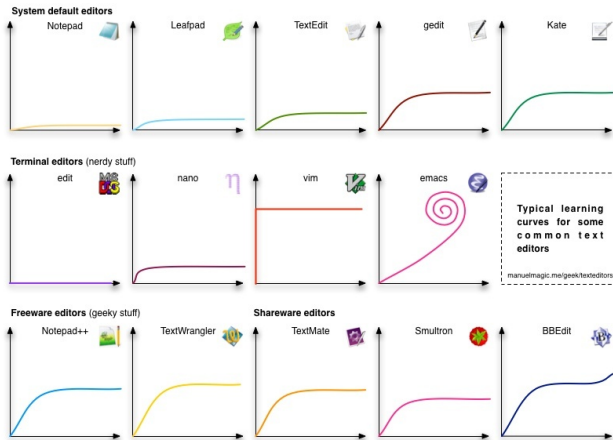 System default editors
Notepad
Leafpad
TextEdit
gedit
Kate
Terminal editors (nerdy stuff)
edit
nano
vim
emacs
MS
DOS
η
Typical learning
curves for some
common text
editors
manuelmagic.me/geek/texteditors
Freeware editors (geeky stuff)
Shareware editors
Notepad++
TextWrangler
TextMate
Smultron
BBEdit
B